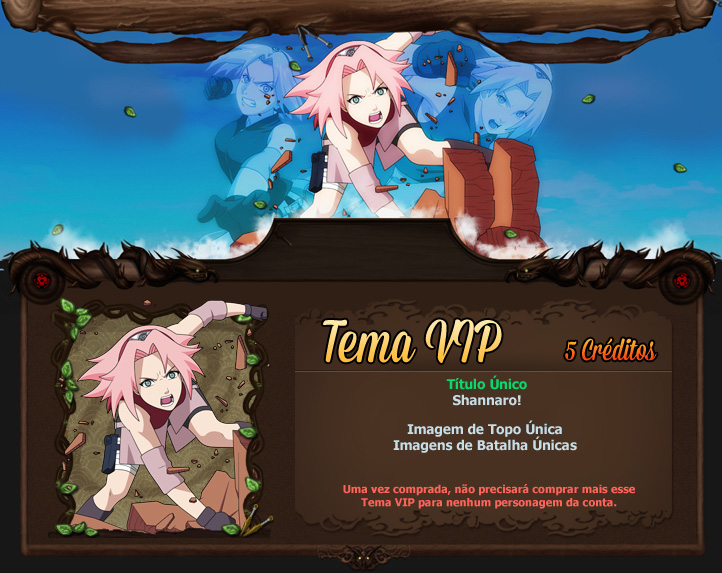 Tema VIP
5 Créditos
Título Único
Shannaro!
Imagem de Topo Única
Imagens de Batalha Únicas
Uma vez comprada, não precisará comprar mais esse
Tema VIP para nenhum personagem da conta.